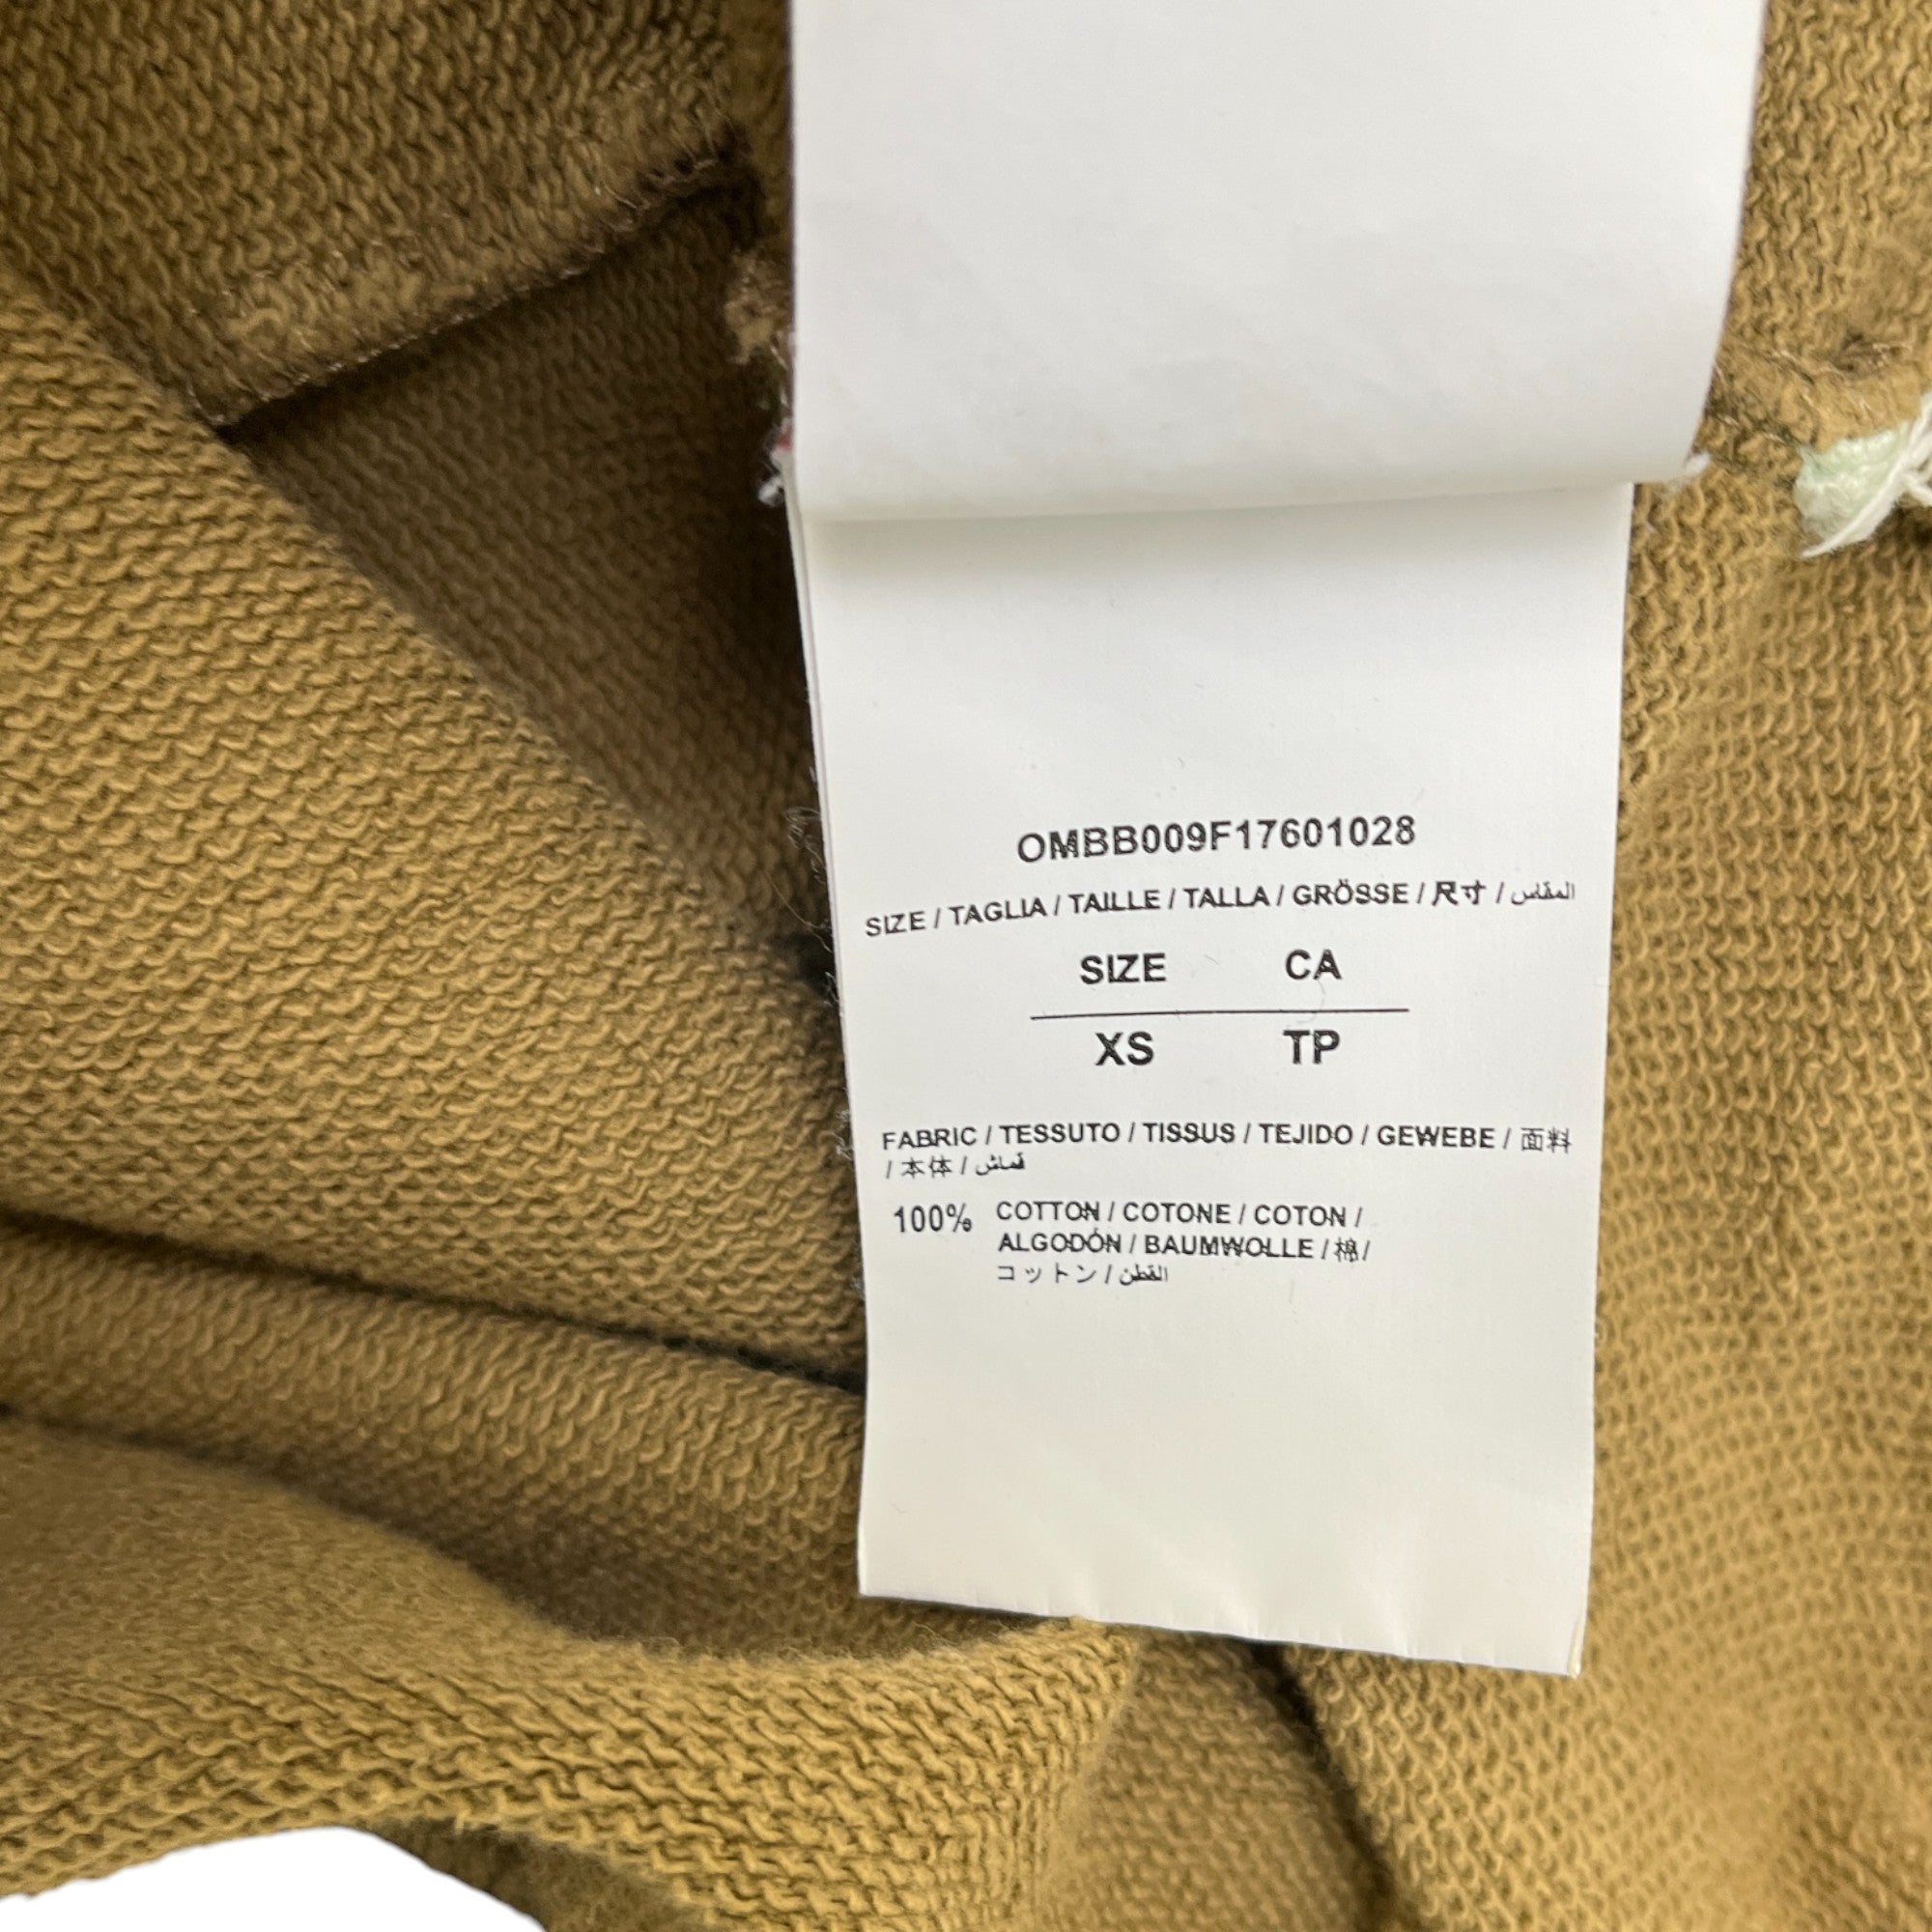 OMBB009F17601028
SIZE / TAGLIA / TAILLE / TALLA / GRÖSSE / 尺寸 / المقاس
SIZE CA
XS TP
FABRIC / TESSUTO / TISSUS / TEJIDO / GEWEBE / 面料
/ 本体 / قماش
100% COTTON / COTONE / COTON /
ALGODÓN / BAUMWOLLE / 棉 /
コットン / القطن